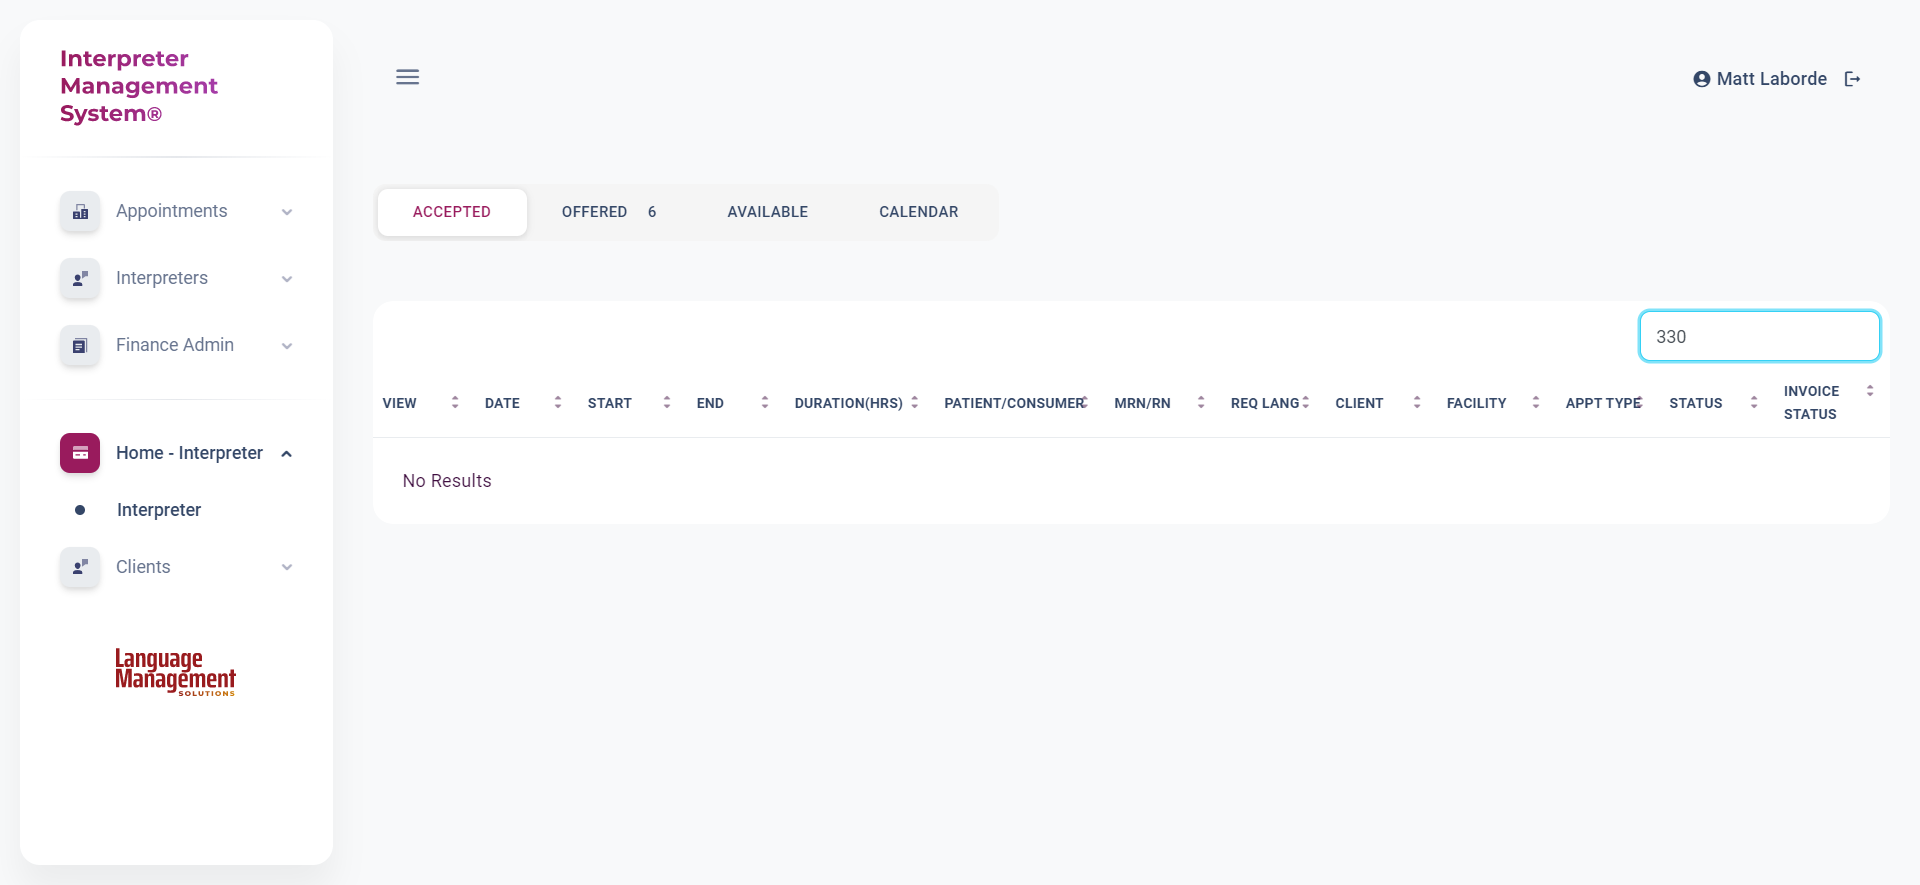 Interpreter
Management
System®
Matt Laborde
Appointments
Interpreters
Finance Admin
Home - Interpreter
Interpreter
Clients
Language
Management
SOLUTIONS
ACCEPTED OFFERED 6 AVAILABLE CALENDAR
330
VIEW DATE START END DURATION(HRS) PATIENT/CONSUMER MRN/RN REQ LANG CLIENT FACILITY APPT TYPE STATUS INVOICE STATUS
No Results